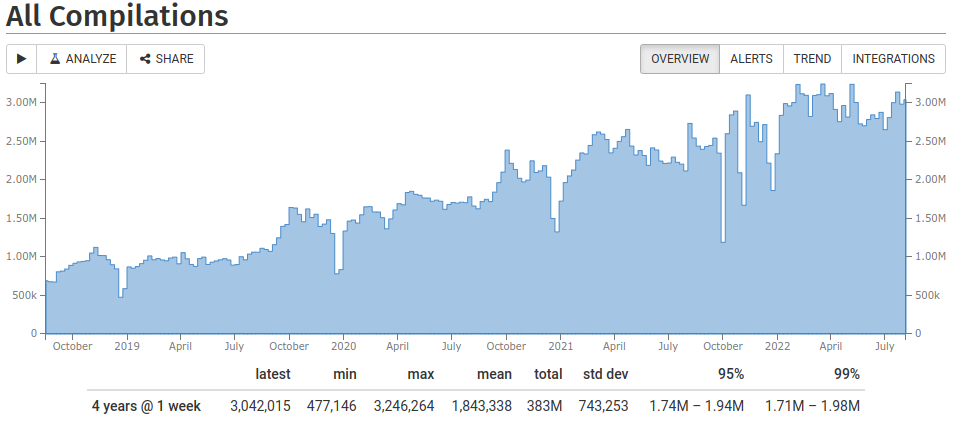 All Compilations
ANALYZE SHARE OVERVIEW ALERTS TREND INTEGRATIONS
3.00M 3.00M
2.50M 2.50M
2.00M 2.00M
1.50M 1.50M
1.00M 1.00M
500k 500k
0 0
October 2019 April July October 2020 April July October 2021 April July October 2022 April July
latest min max mean total std dev 95% 99%
4 years @ 1 week 3,042,015 477,146 3,246,264 1,843,338 383M 743,253 1.74M – 1.94M 1.71M – 1.98M